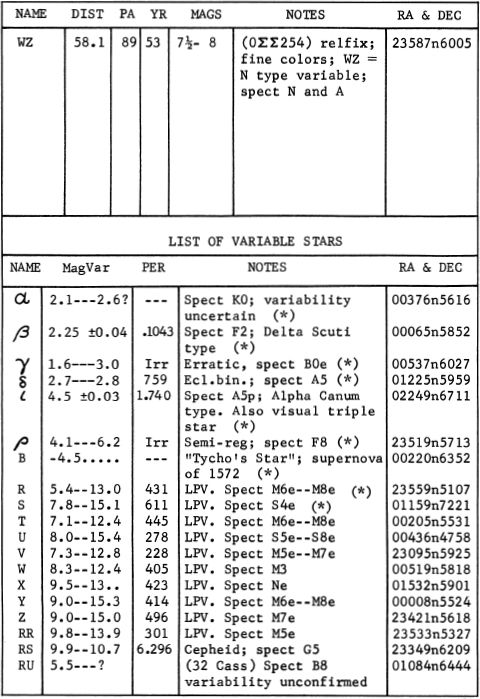 NAME DIST PA YR MAGS NOTES RA & DEC
WZ 58.1 89 53 7½- 8 (OΣΣ254) relfix; 23587n6005
fine colors; WZ =
N type variable;
spect N and A
LIST OF VARIABLE STARS
NAME MagVar PER NOTES RA & DEC
α 2.1---2.6? --- Spect K0; variability 00376n5616
uncertain (*)
β 2.25 ±0.04 .1043 Spect F2; Delta Scuti 00065n5852
type (*)
γ 1.6---3.0 Irr Erratic, spect B0e (*) 00537n6027
δ 2.7---2.8 759 Ecl.bin.; spect A5 (*) 01225n5959
ι 4.5 ±0.03 1.740 Spect A5p; Alpha Canum 02249n6711
type. Also visual triple
star (*)
ρ 4.1---6.2 Irr Semi-reg; spect F8 (*) 23519n5713
B -4.5..... --- "Tycho's Star"; supernova 00220n6352
of 1572 (*)
R 5.4--13.0 431 LPV. Spect M6e--M8e (*) 23559n5107
S 7.8--15.1 611 LPV. Spect S4e (*) 01159n7221
T 7.1--12.4 445 LPV. Spect M6e--M8e 00205n5531
U 8.0--15.4 278 LPV. Spect S5e--S8e 00436n4758
V 7.3--12.8 228 LPV. Spect M5e--M7e 23095n5925
W 8.3--12.4 405 LPV. Spect M3 00519n5818
X 9.5--13.. 423 LPV. Spect Ne 01532n5901
Y 9.0--15.3 414 LPV. Spect M6e--M8e 00008n5524
Z 9.0--15.0 496 LPV. Spect M7e 23421n5618
RR 9.8--13.9 301 LPV. Spect M5e 23533n5327
RS 9.9--10.7 6.296 Cepheid; spect G5 23349n6209
RU 5.5---? (32 Cass) Spect B8 01084n6444
variability unconfirmed